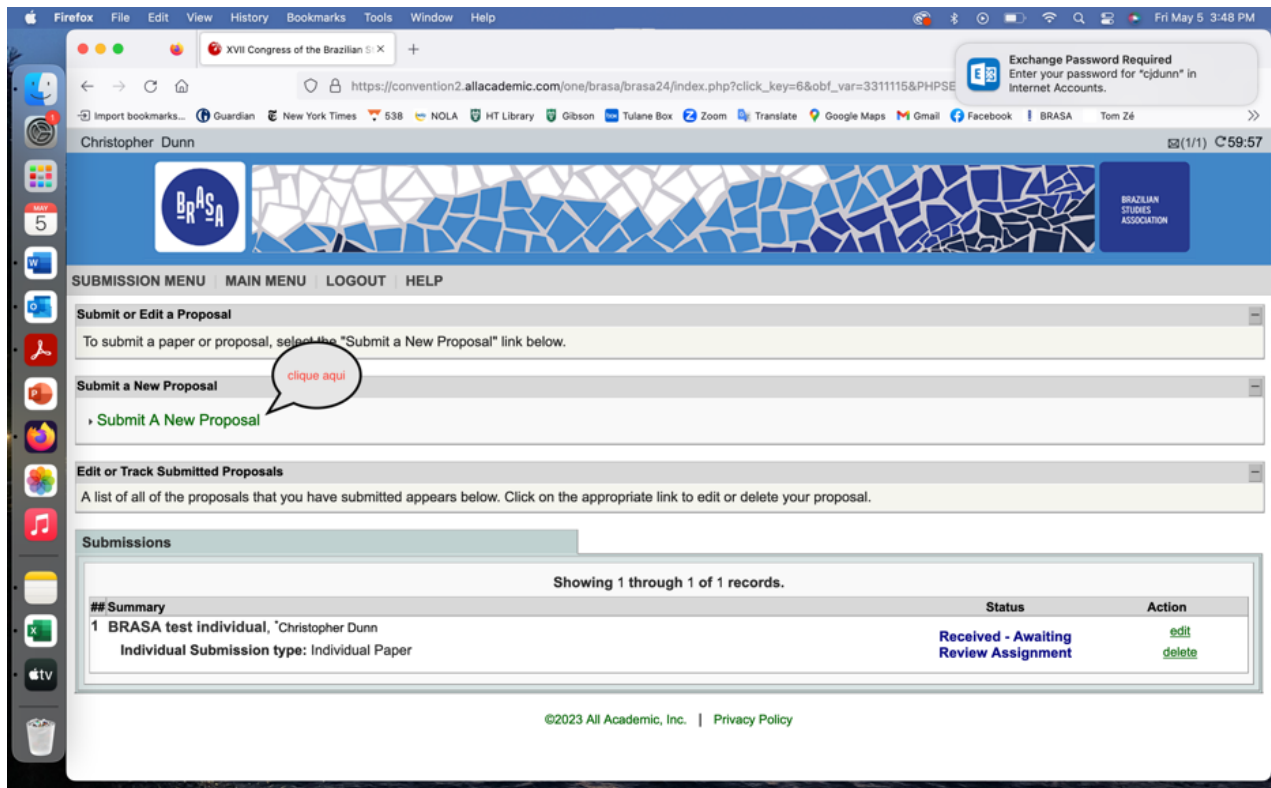 Firefox File Edit View History Bookmarks Tools Window Help
Fri May 5 3:48 PM
XVII Congress of the Brazilian S
Exchange Password Required
Enter your password for "cjdunn" in
Internet Accounts.
https://convention2.allacademic.com/one/brasa/brasa24/index.php?click_key=6&obf_var=3311115&PHPSE
Import bookmarks... Guardian New York Times 538 NOLA HT Library Gibson Tulane Box Zoom Translate Google Maps Gmail Facebook BRASA Tom Zé
Christopher Dunn
(1/1) 59:57
BRASA
BRAZILIAN
STUDIES
ASSOCIATION
MAY
5
SUBMISSION MENU | MAIN MENU | LOGOUT | HELP
Submit or Edit a Proposal
To submit a paper or proposal, select the "Submit a New Proposal" link below.
clique aqui
Submit a New Proposal
Submit A New Proposal
Edit or Track Submitted Proposals
A list of all of the proposals that you have submitted appears below. Click on the appropriate link to edit or delete your proposal.
Submissions
Showing 1 through 1 of 1 records.
## Summary Status Action
1 BRASA test individual, *Christopher Dunn
Individual Submission type: Individual Paper
Received - Awaiting
Review Assignment
edit
delete
tv
©2023 All Academic, Inc. | Privacy Policy